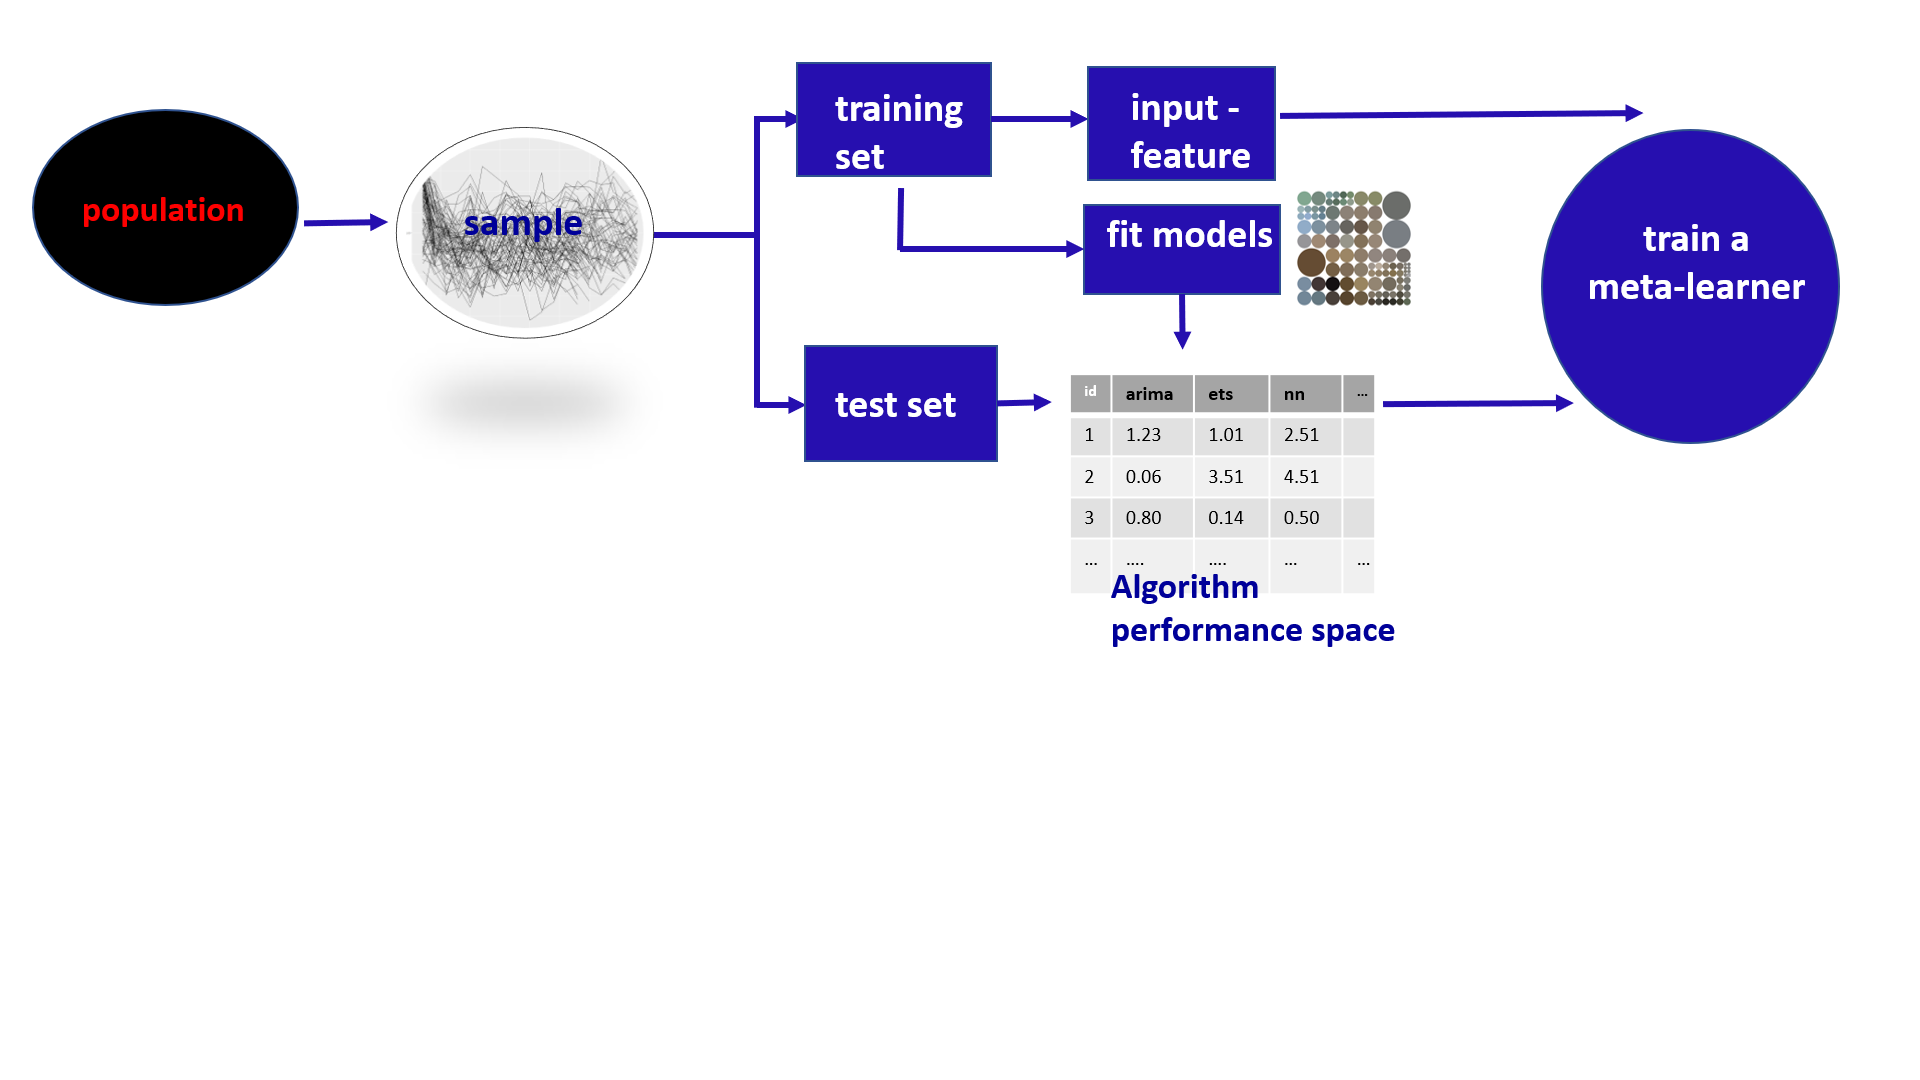 population
sample
training
set
input -
feature
fit models
train a
meta-learner
test set
id arima ets nn ...
1 1.23 1.01 2.51
2 0.06 3.51 4.51
3 0.80 0.14 0.50
... .... .... ... ...
Algorithm
performance space